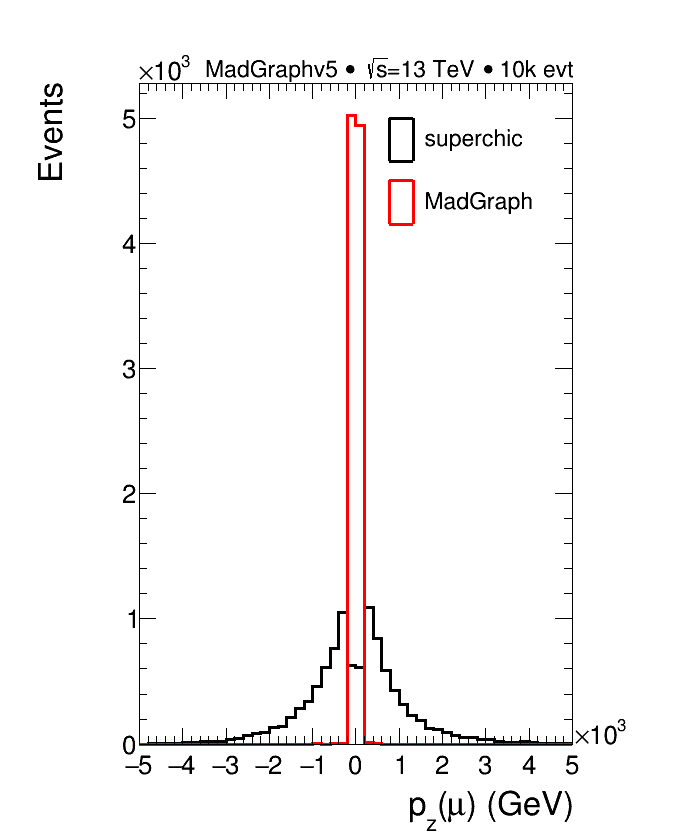 ×10³ MadGraphv5 • √s=13 TeV • 10k evt
Events
superchic
MadGraph
5
4
3
2
1
0
×10³
−5 −4 −3 −2 −1 0 1 2 3 4 5
p_z(μ) (GeV)